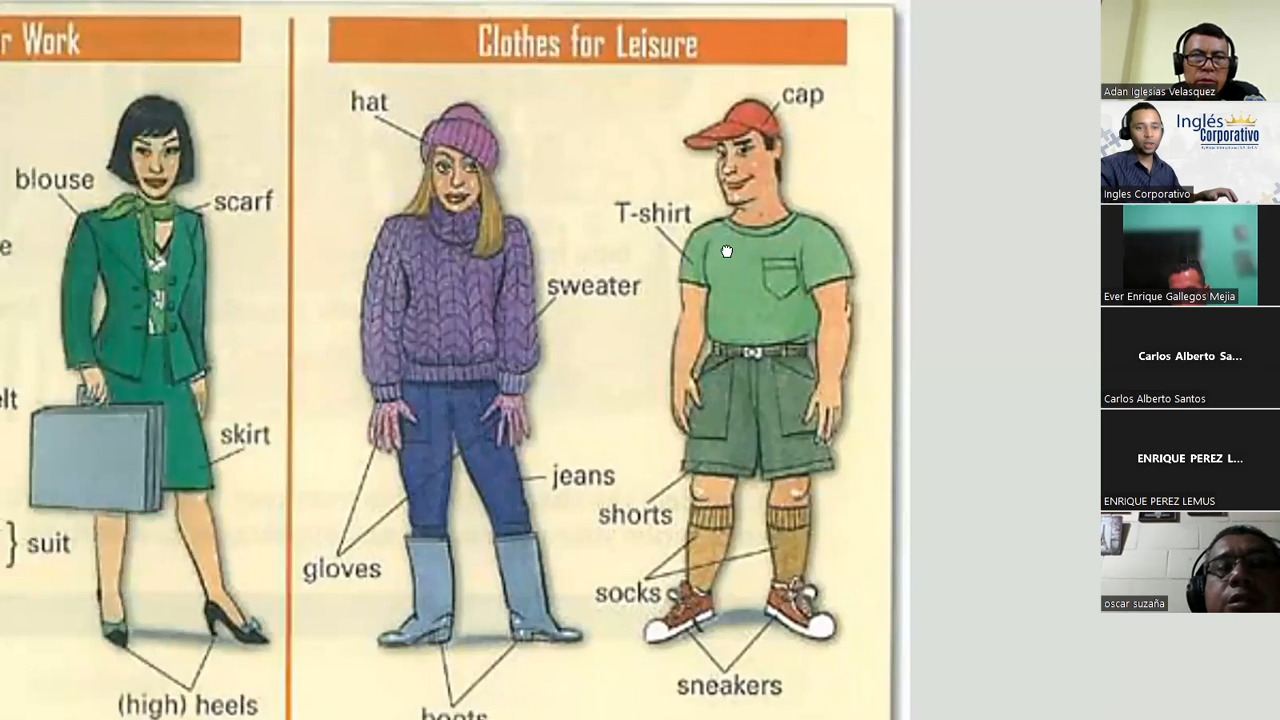 r Work
Clothes for Leisure
hat
cap
blouse
scarf
T-shirt
e
sweater
elt
skirt
jeans
shorts
} suit
gloves
socks
sneakers
(high) heels
boots
Adan Iglesias Velasquez
Inglés
Corporativo
Ingles Corporativo
Ever Enrique Gallegos Mejia
Carlos Alberto Sa...
Carlos Alberto Santos
ENRIQUE PEREZ L...
ENRIQUE PEREZ LEMUS
oscar suzaña